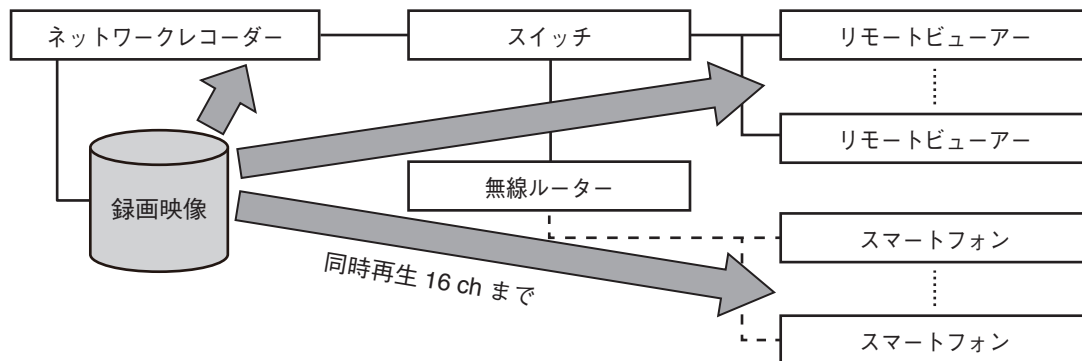 ネットワークレコーダー
スイッチ
リモートビューアー
リモートビューアー
無線ルーター
録画映像
スマートフォン
同時再生 16 ch まで
スマートフォン